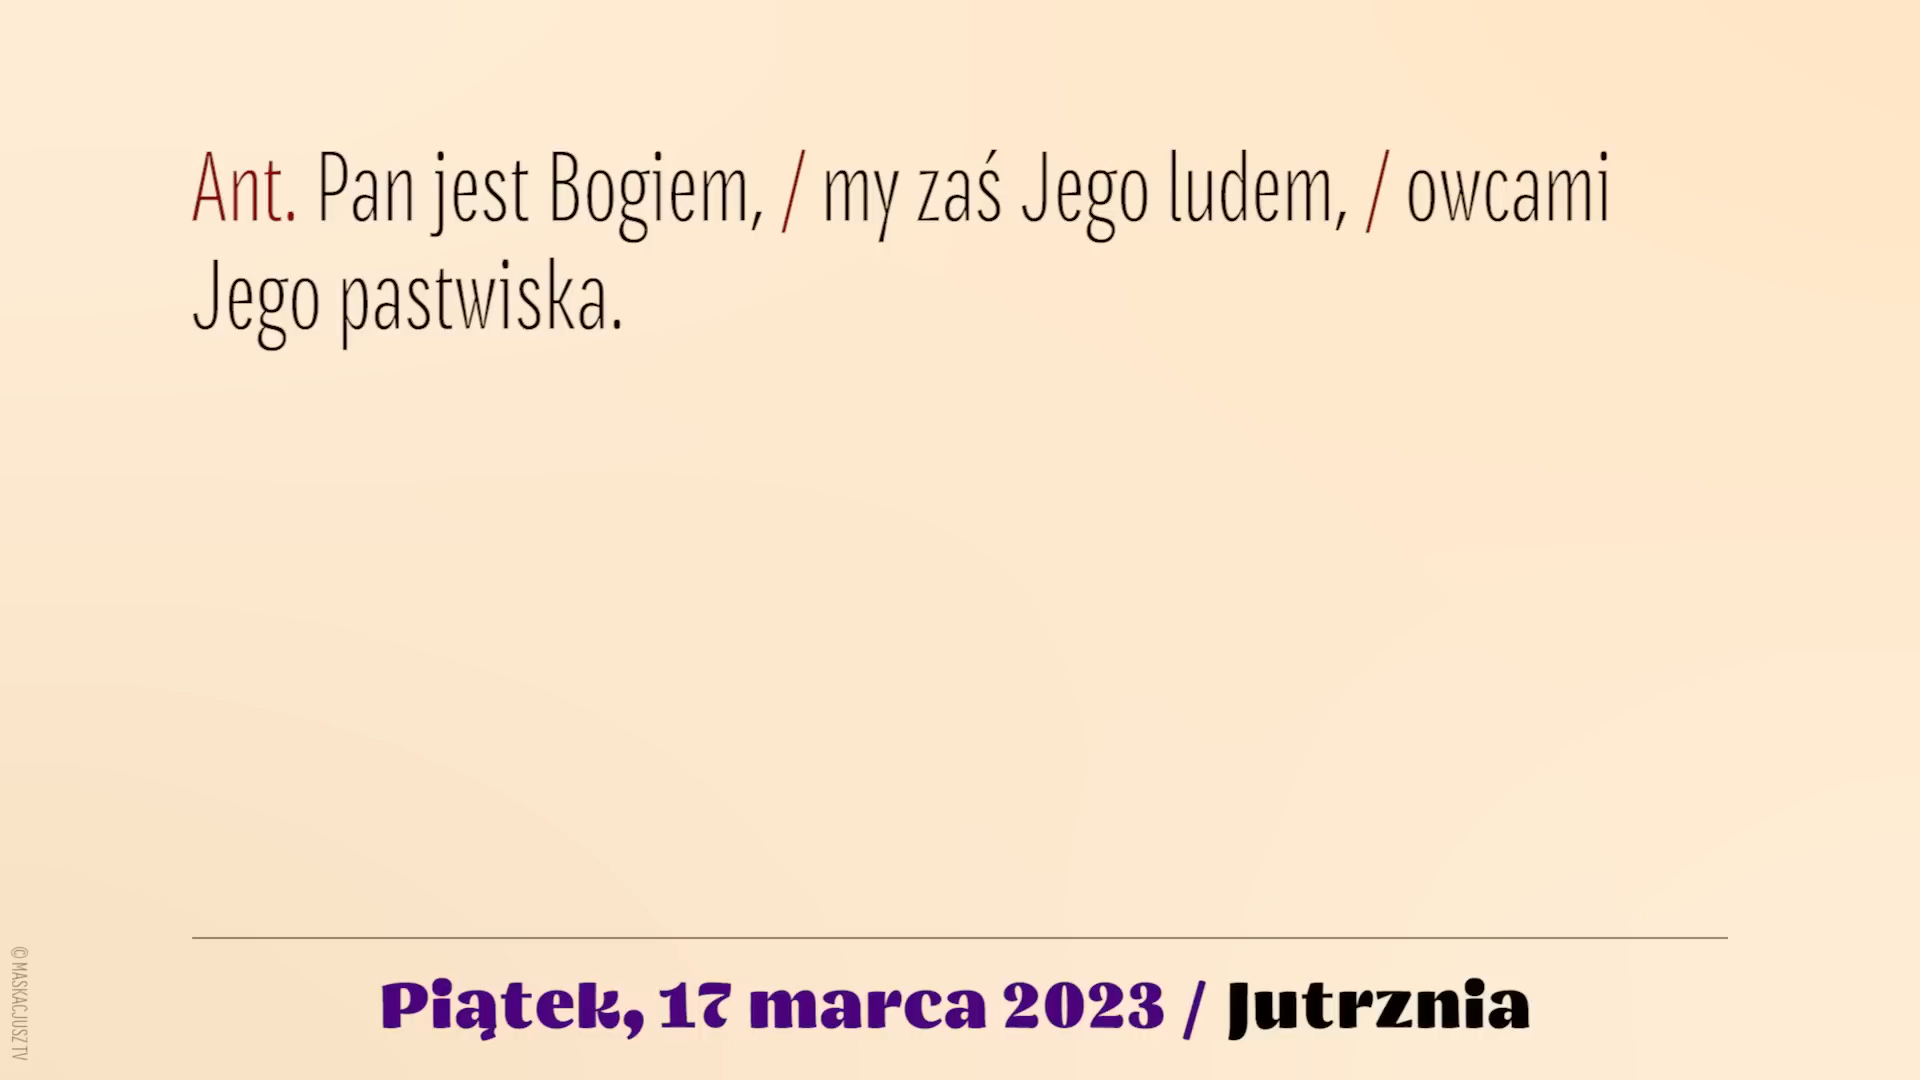 Ant. Pan jest Bogiem, / my zaś Jego ludem, / owcami
Jego pastwiska.
Piątek, 17 marca 2023 / Jutrznia
© MASKACJUSZ TV